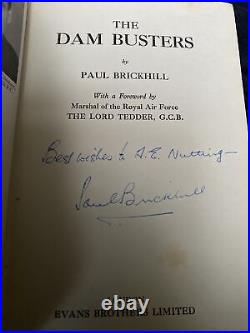 THE
DAM BUSTERS
by
PAUL BRICKHILL
With a Foreword by
Marshal of the Royal Air Force
THE LORD TEDDER, G.C.B.
Best wishes to A.E. Nutting—
Paul Brickhill
EVANS BROTHERS LIMITED